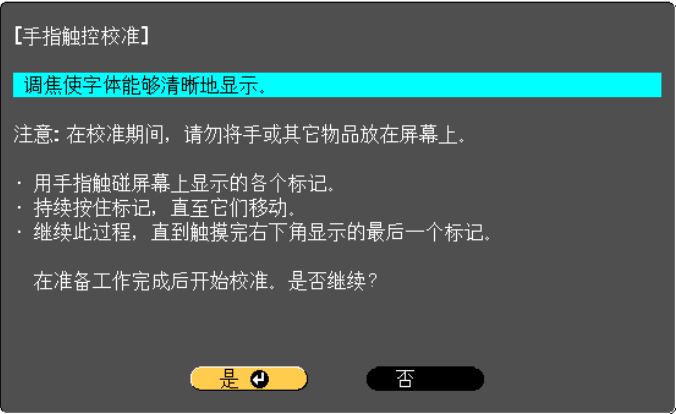 [手指触控校准]
调焦使字体能够清晰地显示。
注意: 在校准期间，请勿将手或其它物品放在屏幕上。
· 用手指触碰屏幕上显示的各个标记。
· 持续按住标记，直至它们移动。
· 继续此过程，直到触摸完右下角显示的最后一个标记。
在准备工作完成后开始校准。是否继续?
是 否